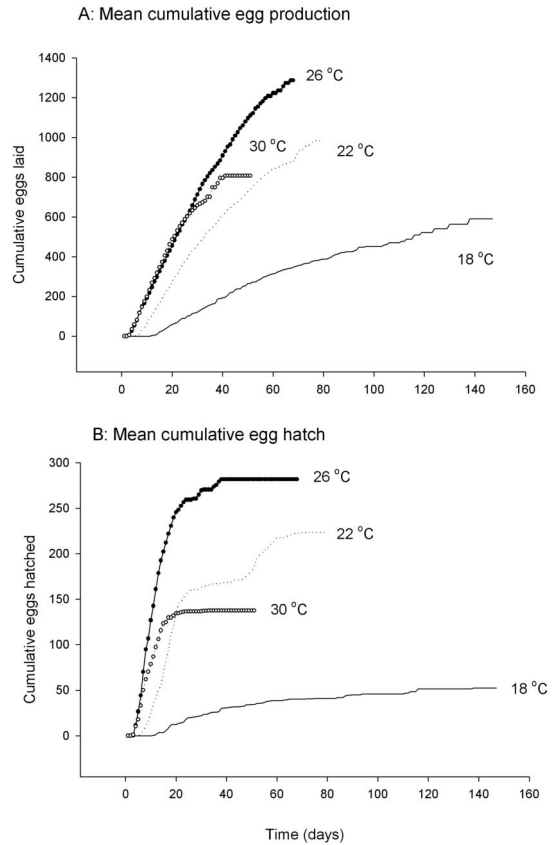 A: Mean cumulative egg production
1400
1200
1000
800
600
400
200
0
Cumulative eggs laid
26 °C
30 °C
22 °C
18 °C
0 20 40 60 80 100 120 140 160
B: Mean cumulative egg hatch
300
250
200
150
100
50
0
Cumulative eggs hatched
26 °C
22 °C
30 °C
18 °C
0 20 40 60 80 100 120 140 160
Time (days)